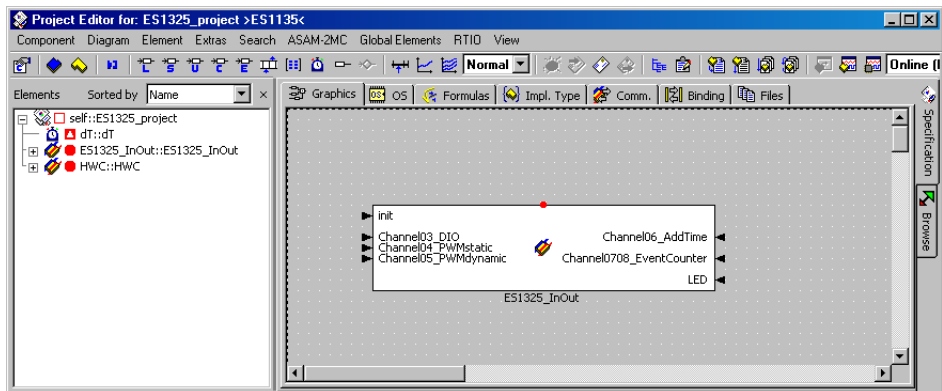 Project Editor for: ES1325_project >ES1135<
Component Diagram Element Extras Search ASAM-2MC Global Elements RTIO View
Normal Online
Elements Sorted by Name
Graphics OS Formulas Impl. Type Comm. Binding Files
self::ES1325_project
dT::dT
ES1325_InOut::ES1325_InOut
HWC::HWC
init
Channel03_DIO
Channel04_PWMstatic
Channel05_PWMdynamic
Channel06_AddTime
Channel0708_EventCounter
LED
ES1325_InOut
Specification
Browse